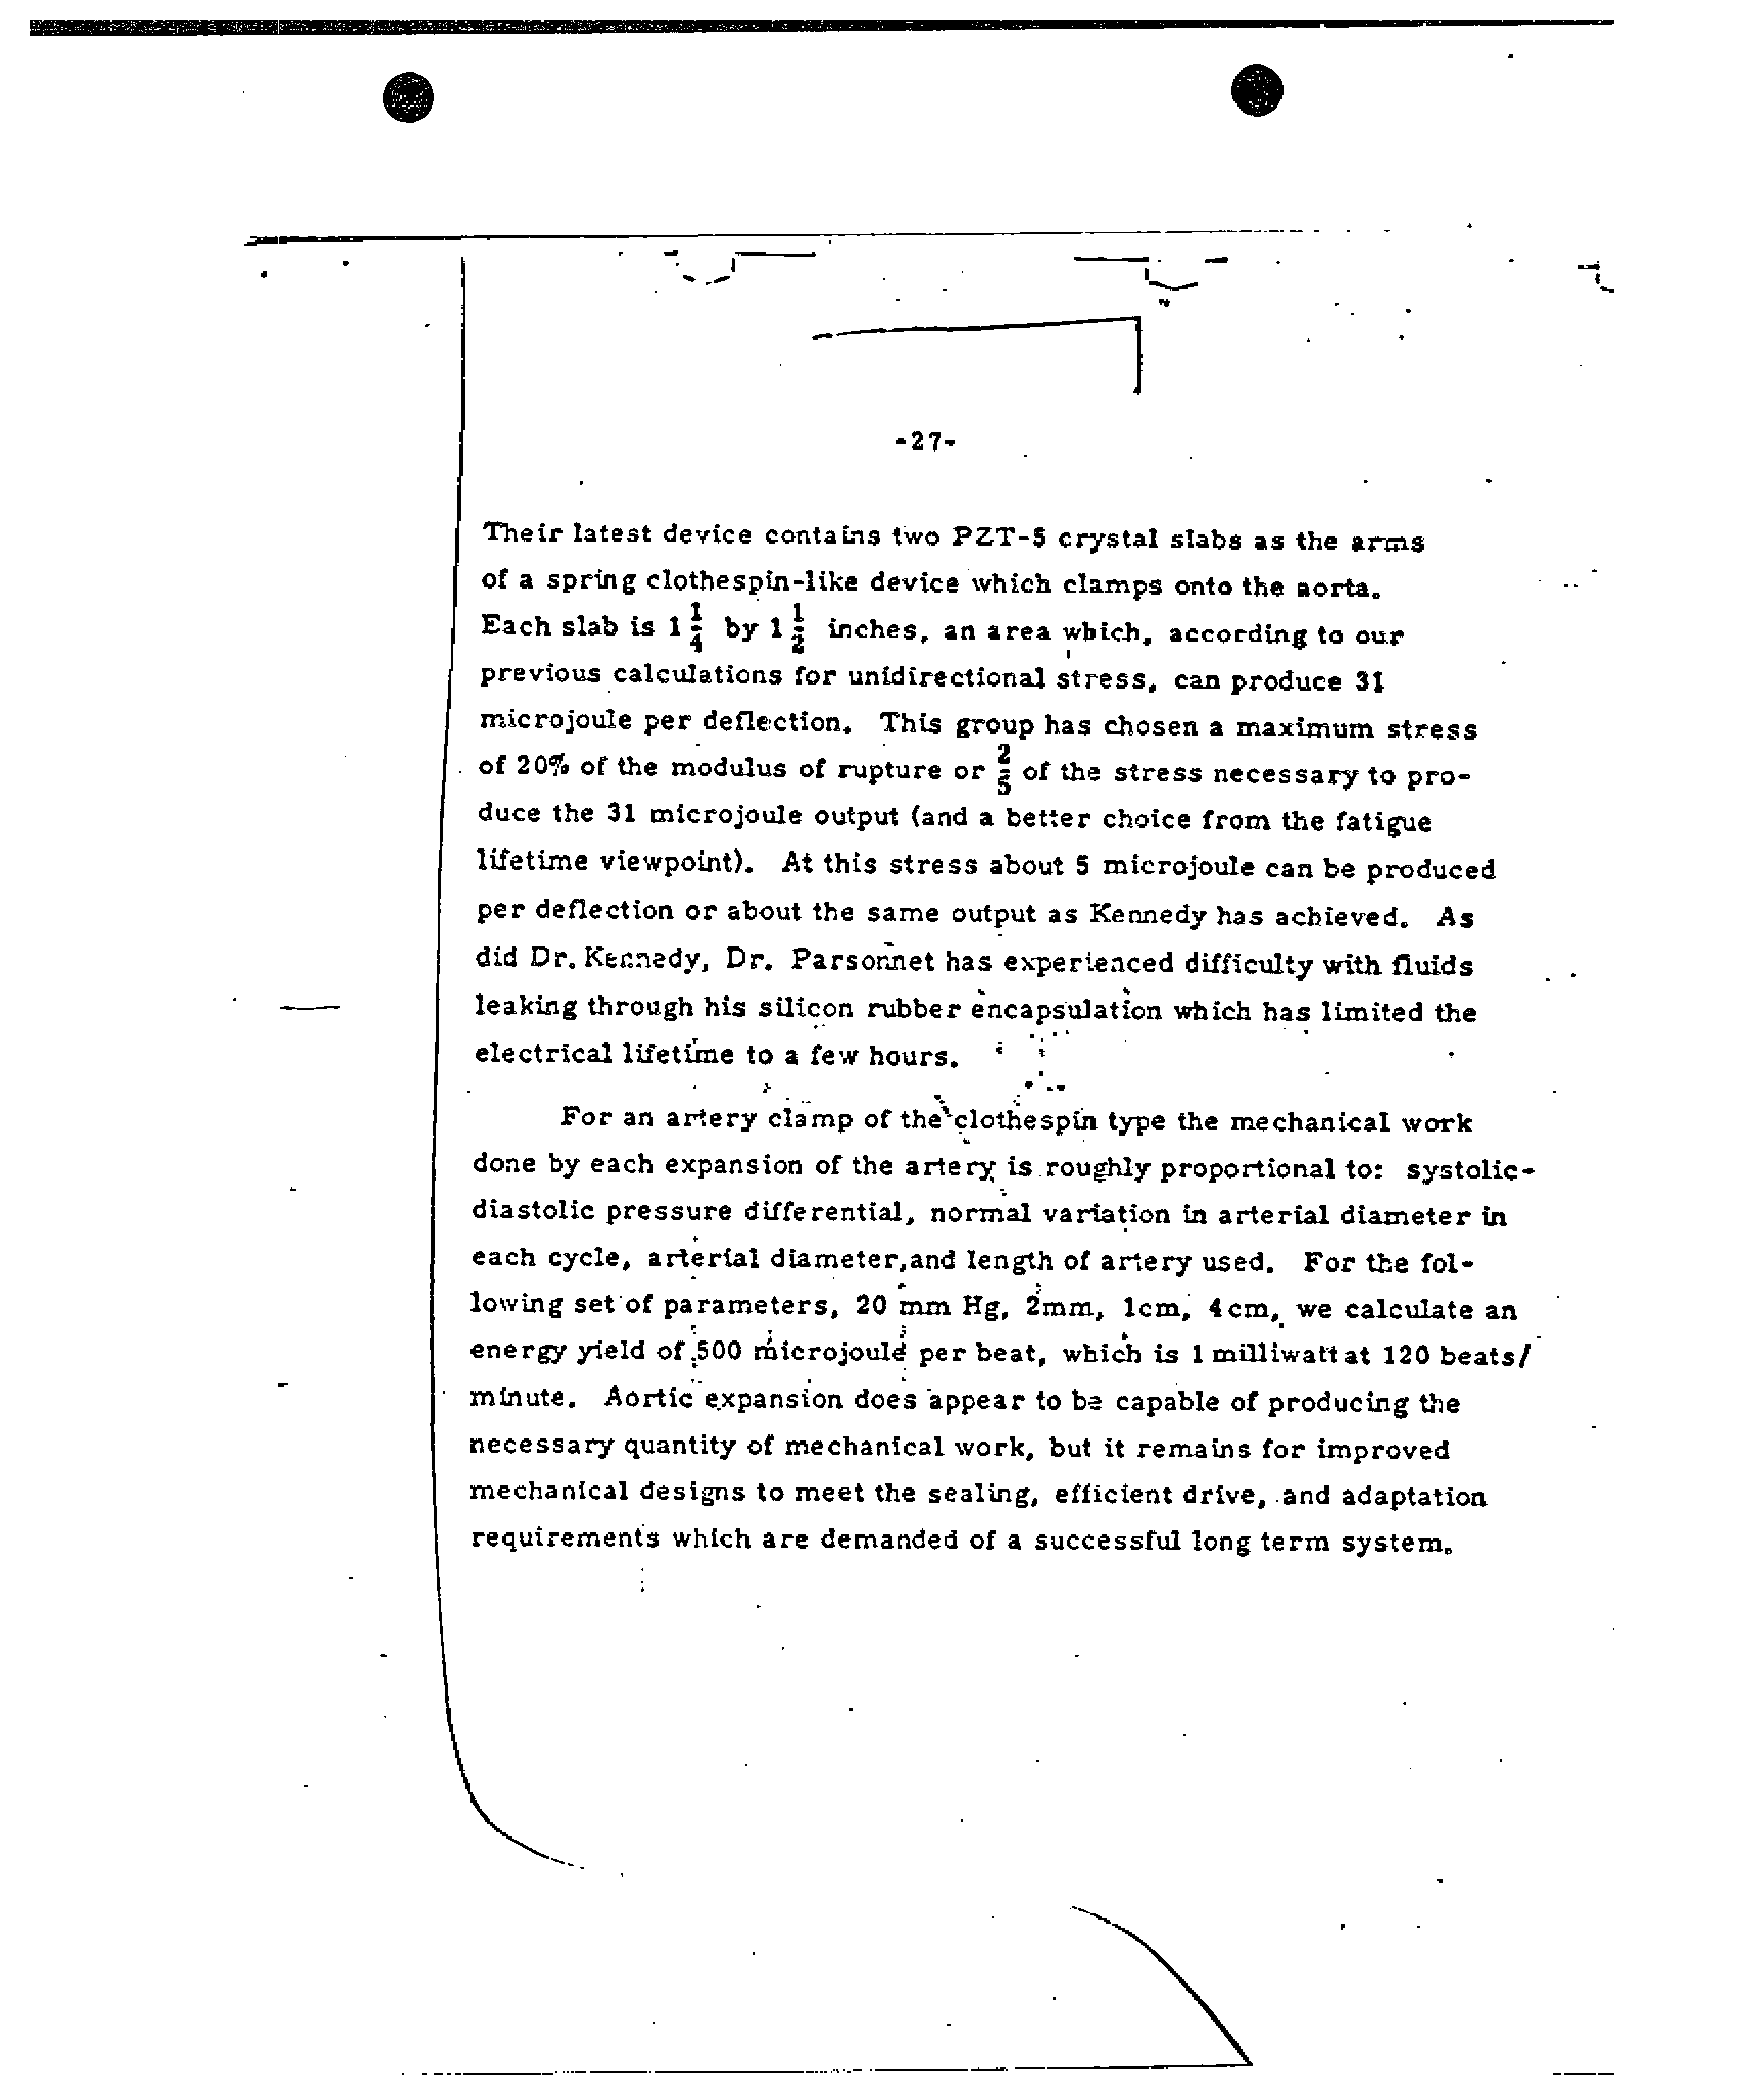 -27-
Their latest device contains two PZT-5 crystal slabs as the arms
of a spring clothespin-like device which clamps onto the aorta.
Each slab is 1 1/4 by 1 1/2 inches, an area which, according to our
previous calculations for unidirectional stress, can produce 31
microjoule per deflection. This group has chosen a maximum stress
of 20% of the modulus of rupture or 2/5 of the stress necessary to pro-
duce the 31 microjoule output (and a better choice from the fatigue
lifetime viewpoint). At this stress about 5 microjoule can be produced
per deflection or about the same output as Kennedy has achieved. As
did Dr. Kennedy, Dr. Parsonnet has experienced difficulty with fluids
leaking through his silicon rubber encapsulation which has limited the
electrical lifetime to a few hours.
For an artery clamp of the clothespin type the mechanical work
done by each expansion of the artery is roughly proportional to: systolic-
diastolic pressure differential, normal variation in arterial diameter in
each cycle, arterial diameter,and length of artery used. For the fol-
lowing set of parameters, 20 mm Hg, 2mm, 1cm, 4cm, we calculate an
energy yield of 500 microjoule per beat, which is 1 milliwatt at 120 beats/
minute. Aortic expansion does appear to be capable of producing the
necessary quantity of mechanical work, but it remains for improved
mechanical designs to meet the sealing, efficient drive, and adaptation
requirements which are demanded of a successful long term system.